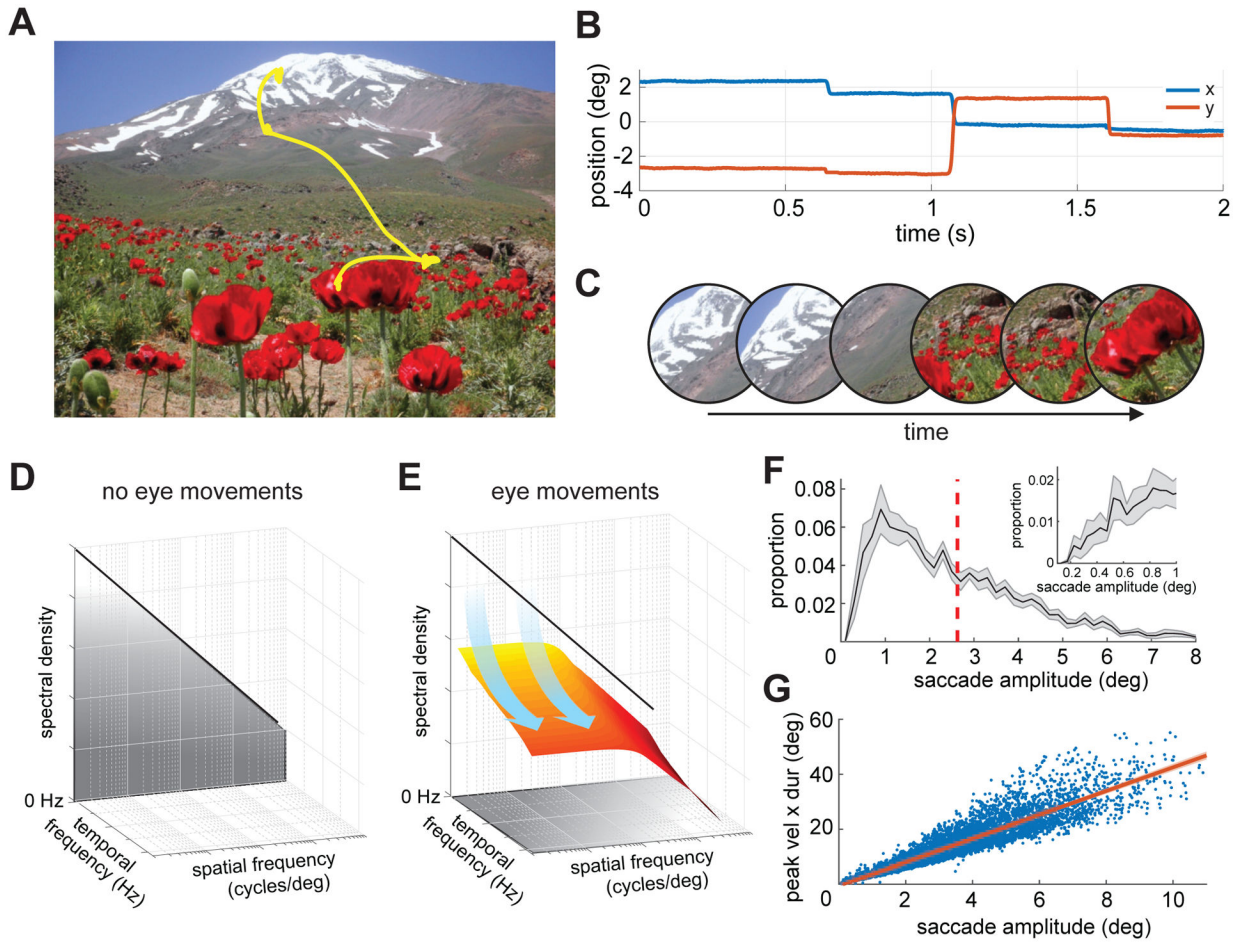 A
B
position (deg)
2
0
-2
-4
x
y
0
0.5
1
1.5
2
time (s)
C
time
D
no eye movements
spectral density
0 Hz
temporal
frequency (Hz)
spatial frequency
(cycles/deg)
E
eye movements
spectral density
0 Hz
temporal
frequency (Hz)
spatial frequency
(cycles/deg)
F
proportion
0.08
0.06
0.04
0.02
0
1
2
3
4
5
6
7
8
saccade amplitude (deg)
proportion
0.02
0.01
0
0.2
0.4
0.6
0.8
1
saccade amplitude (deg)
G
peak vel x dur (deg)
60
40
20
0
2
4
6
8
10
saccade amplitude (deg)